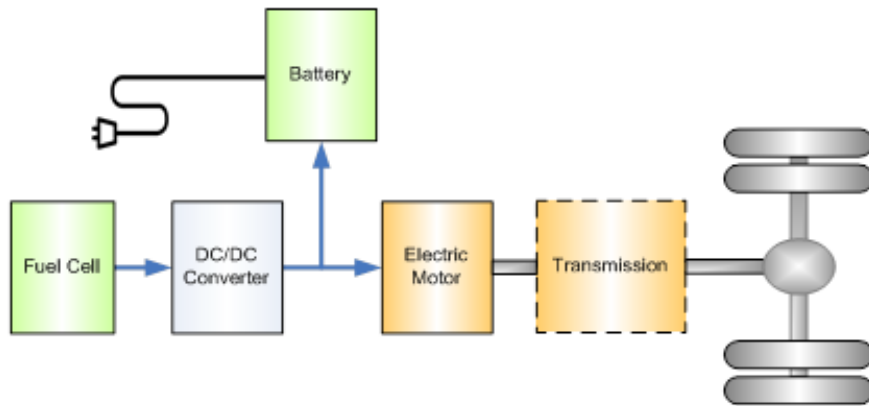 Battery
Fuel Cell
DC/DC
Converter
Electric
Motor
Transmission